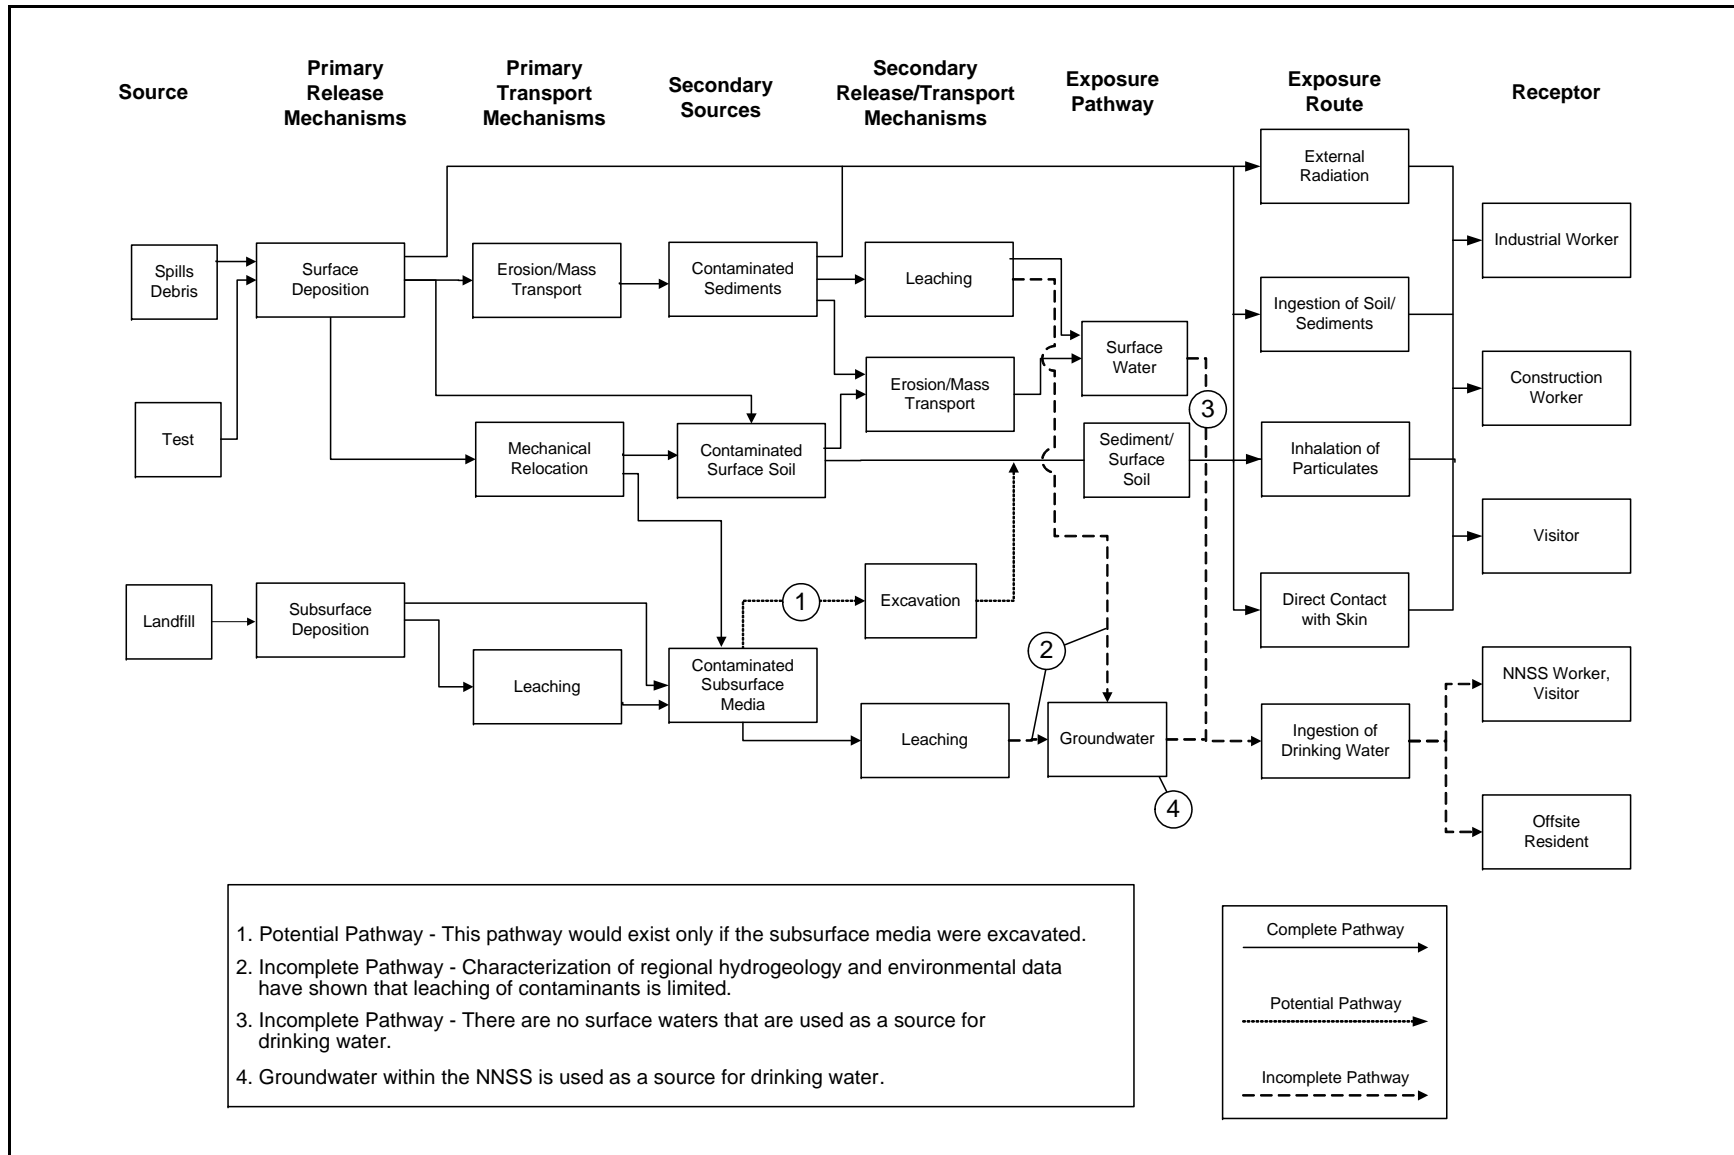 Source
Primary
Release
Mechanisms
Primary
Transport
Mechanisms
Secondary
Sources
Secondary
Release/Transport
Mechanisms
Exposure
Pathway
Exposure
Route
Receptor
Spills
Debris
Test
Landfill
Surface
Deposition
Subsurface
Deposition
Erosion/Mass
Transport
Mechanical
Relocation
Leaching
Contaminated
Sediments
Contaminated
Surface Soil
Contaminated
Subsurface
Media
Leaching
Erosion/Mass
Transport
1
Excavation
Leaching
2
Surface
Water
Sediment/
Surface
Soil
Groundwater
3
4
External
Radiation
Ingestion of Soil/
Sediments
Inhalation of
Particulates
Direct Contact
with Skin
Ingestion of
Drinking Water
Industrial Worker
Construction
Worker
Visitor
NNSS Worker,
Visitor
Offsite
Resident
1. Potential Pathway - This pathway would exist only if the subsurface media were excavated.
2. Incomplete Pathway - Characterization of regional hydrogeology and environmental data
have shown that leaching of contaminants is limited.
3. Incomplete Pathway - There are no surface waters that are used as a source for
drinking water.
4. Groundwater within the NNSS is used as a source for drinking water.
Complete Pathway
Potential Pathway
Incomplete Pathway